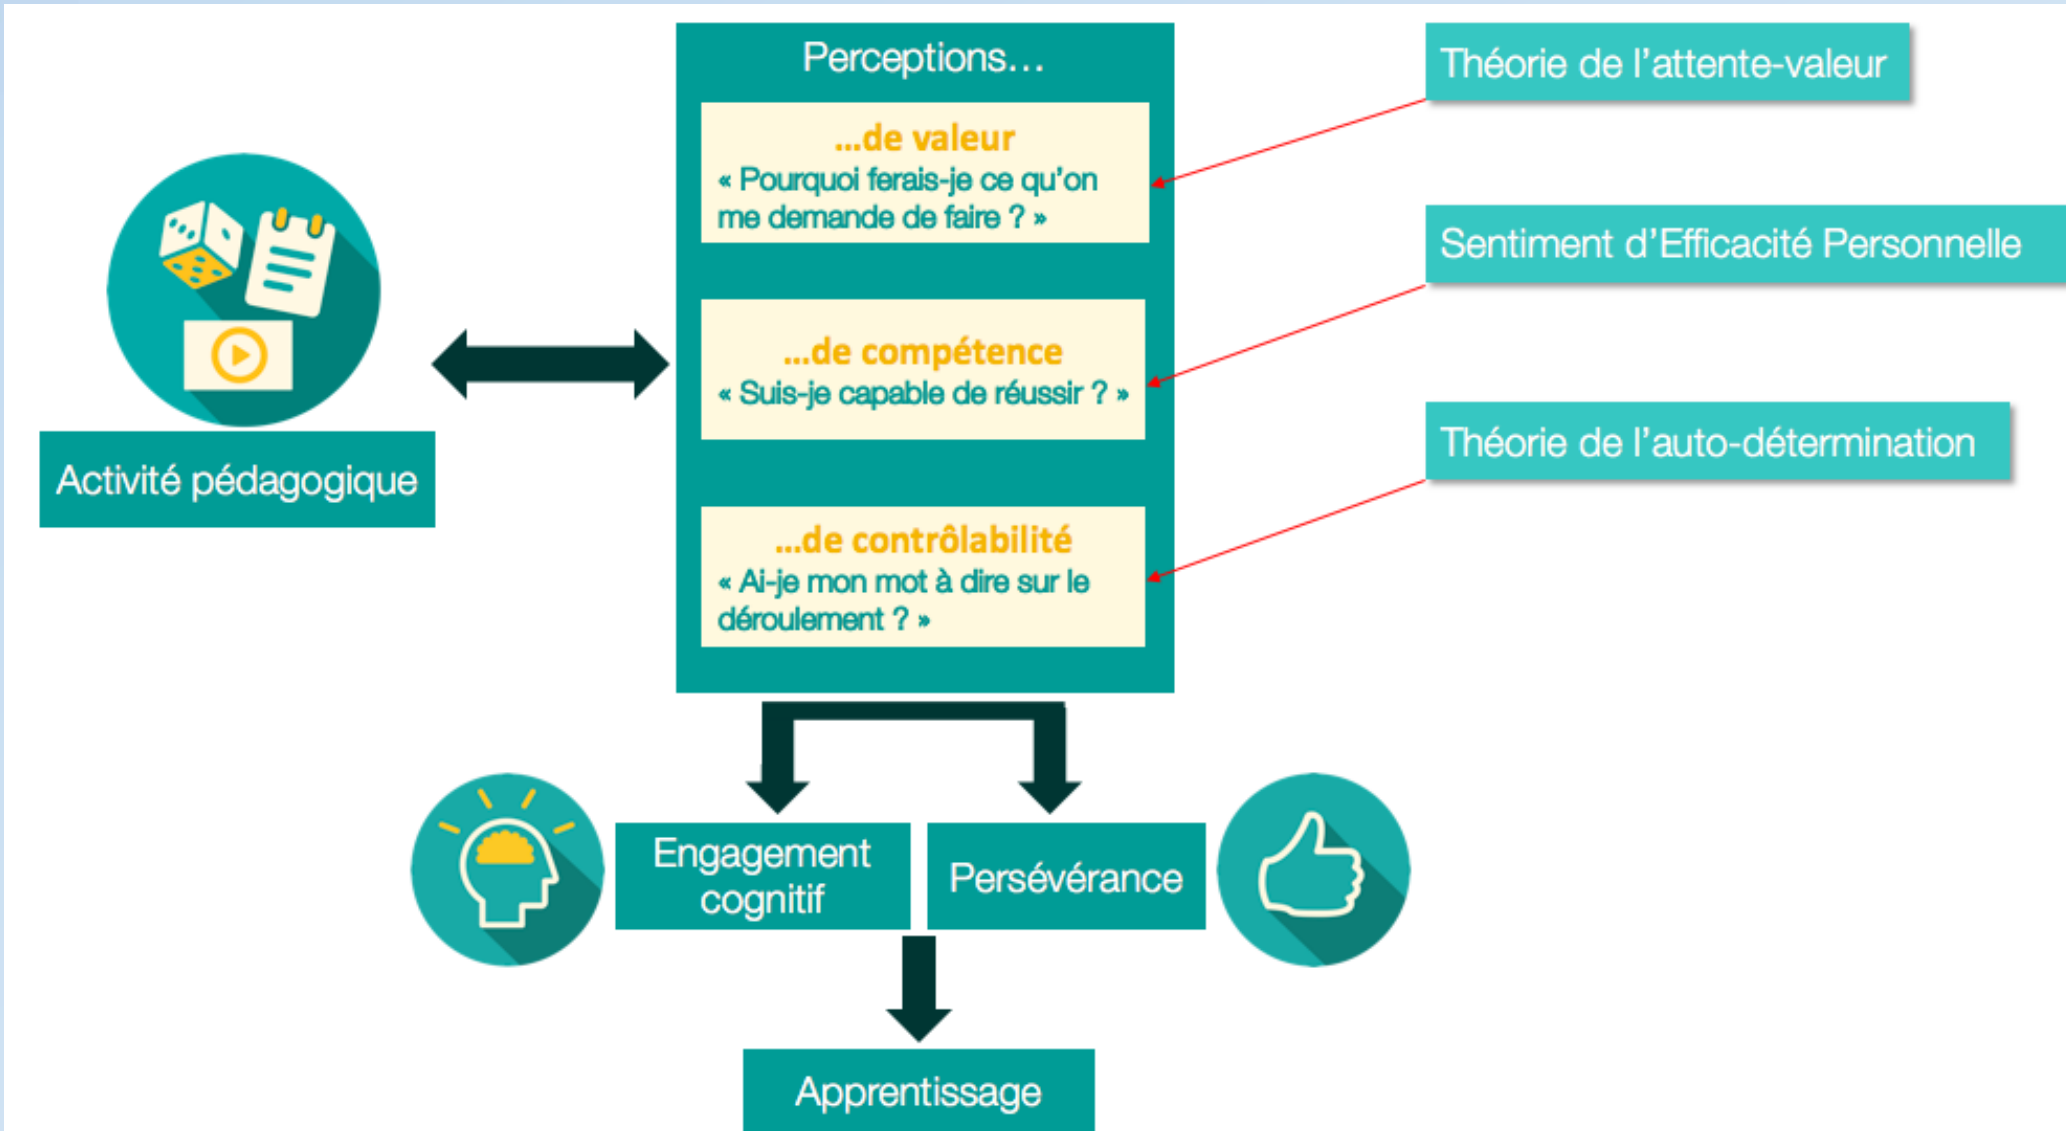 Perceptions...
...de valeur
« Pourquoi ferais-je ce qu'on
me demande de faire ? »
...de compétence
« Suis-je capable de réussir ? »
...de contrôlabilité
« Ai-je mon mot à dire sur le
déroulement ? »
Théorie de l'attente-valeur
Sentiment d'Efficacité Personnelle
Théorie de l'auto-détermination
Activité pédagogique
Engagement
cognitif
Persévérance
Apprentissage